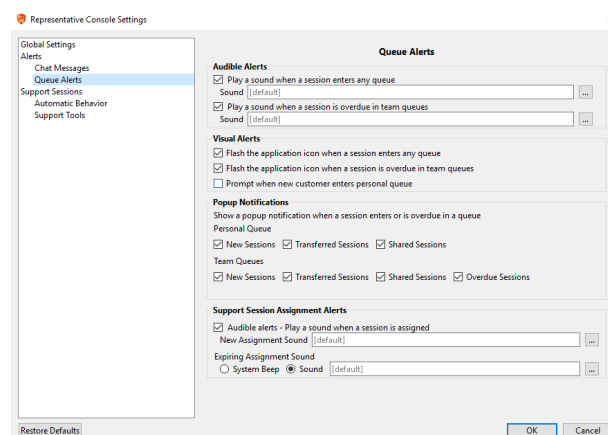 Representative Console Settings
Global Settings
Alerts
Chat Messages
Queue Alerts
Support Sessions
Automatic Behavior
Support Tools
Queue Alerts
Audible Alerts
Play a sound when a session enters any queue
Sound [default] ...
Play a sound when a session is overdue in team queues
Sound [default] ...
Visual Alerts
Flash the application icon when a session enters any queue
Flash the application icon when a session is overdue in team queues
Prompt when new customer enters personal queue
Popup Notifications
Show a popup notification when a session enters or is overdue in a queue
Personal Queue
New Sessions Transferred Sessions Shared Sessions
Team Queues
New Sessions Transferred Sessions Shared Sessions Overdue Sessions
Support Session Assignment Alerts
Audible alerts - Play a sound when a session is assigned
New Assignment Sound [default] ...
Expiring Assignment Sound
System Beep Sound [default] ...
Restore Defaults OK Cancel